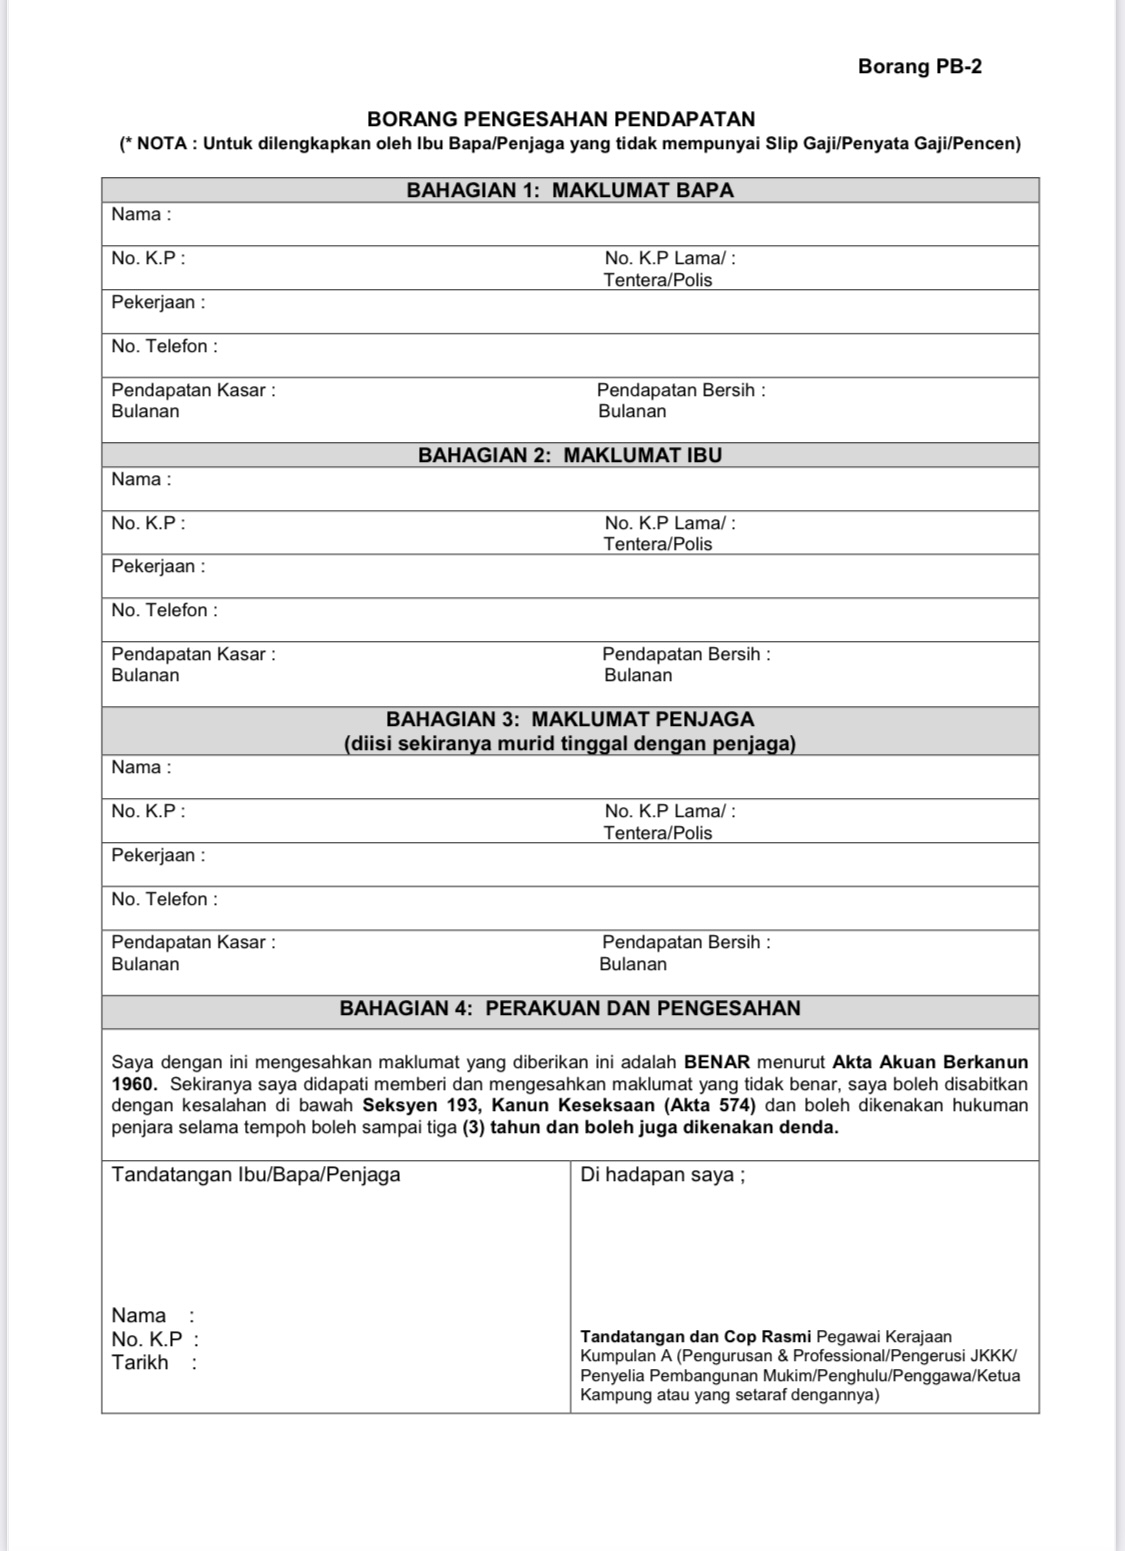 Borang PB-2
BORANG PENGESAHAN PENDAPATAN
(* NOTA : Untuk dilengkapkan oleh Ibu Bapa/Penjaga yang tidak mempunyai Slip Gaji/Penyata Gaji/Pencen)
BAHAGIAN 1: MAKLUMAT BAPA
Nama :
No. K.P : No. K.P Lama/ :
Tentera/Polis
Pekerjaan :
No. Telefon :
Pendapatan Kasar : Pendapatan Bersih :
Bulanan Bulanan
BAHAGIAN 2: MAKLUMAT IBU
Nama :
No. K.P : No. K.P Lama/ :
Tentera/Polis
Pekerjaan :
No. Telefon :
Pendapatan Kasar : Pendapatan Bersih :
Bulanan Bulanan
BAHAGIAN 3: MAKLUMAT PENJAGA
(diisi sekiranya murid tinggal dengan penjaga)
Nama :
No. K.P : No. K.P Lama/ :
Tentera/Polis
Pekerjaan :
No. Telefon :
Pendapatan Kasar : Pendapatan Bersih :
Bulanan Bulanan
BAHAGIAN 4: PERAKUAN DAN PENGESAHAN
Saya dengan ini mengesahkan maklumat yang diberikan ini adalah BENAR menurut Akta Akuan Berkanun
1960. Sekiranya saya didapati memberi dan mengesahkan maklumat yang tidak benar, saya boleh disabitkan
dengan kesalahan di bawah Seksyen 193, Kanun Keseksaan (Akta 574) dan boleh dikenakan hukuman
penjara selama tempoh boleh sampai tiga (3) tahun dan boleh juga dikenakan denda.
Tandatangan Ibu/Bapa/Penjaga
Nama :
No. K.P :
Tarikh :
Di hadapan saya ;
Tandatangan dan Cop Rasmi Pegawai Kerajaan
Kumpulan A (Pengurusan & Professional/Pengerusi JKKK/
Penyelia Pembangunan Mukim/Penghulu/Penggawa/Ketua
Kampung atau yang setaraf dengannya)